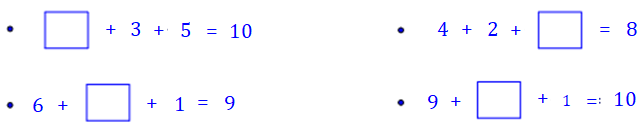 • □ + 3 + 5 = 10
• 4 + 2 + □ = 8
• 6 + □ + 1 = 9
• 9 + □ + 1 = 10